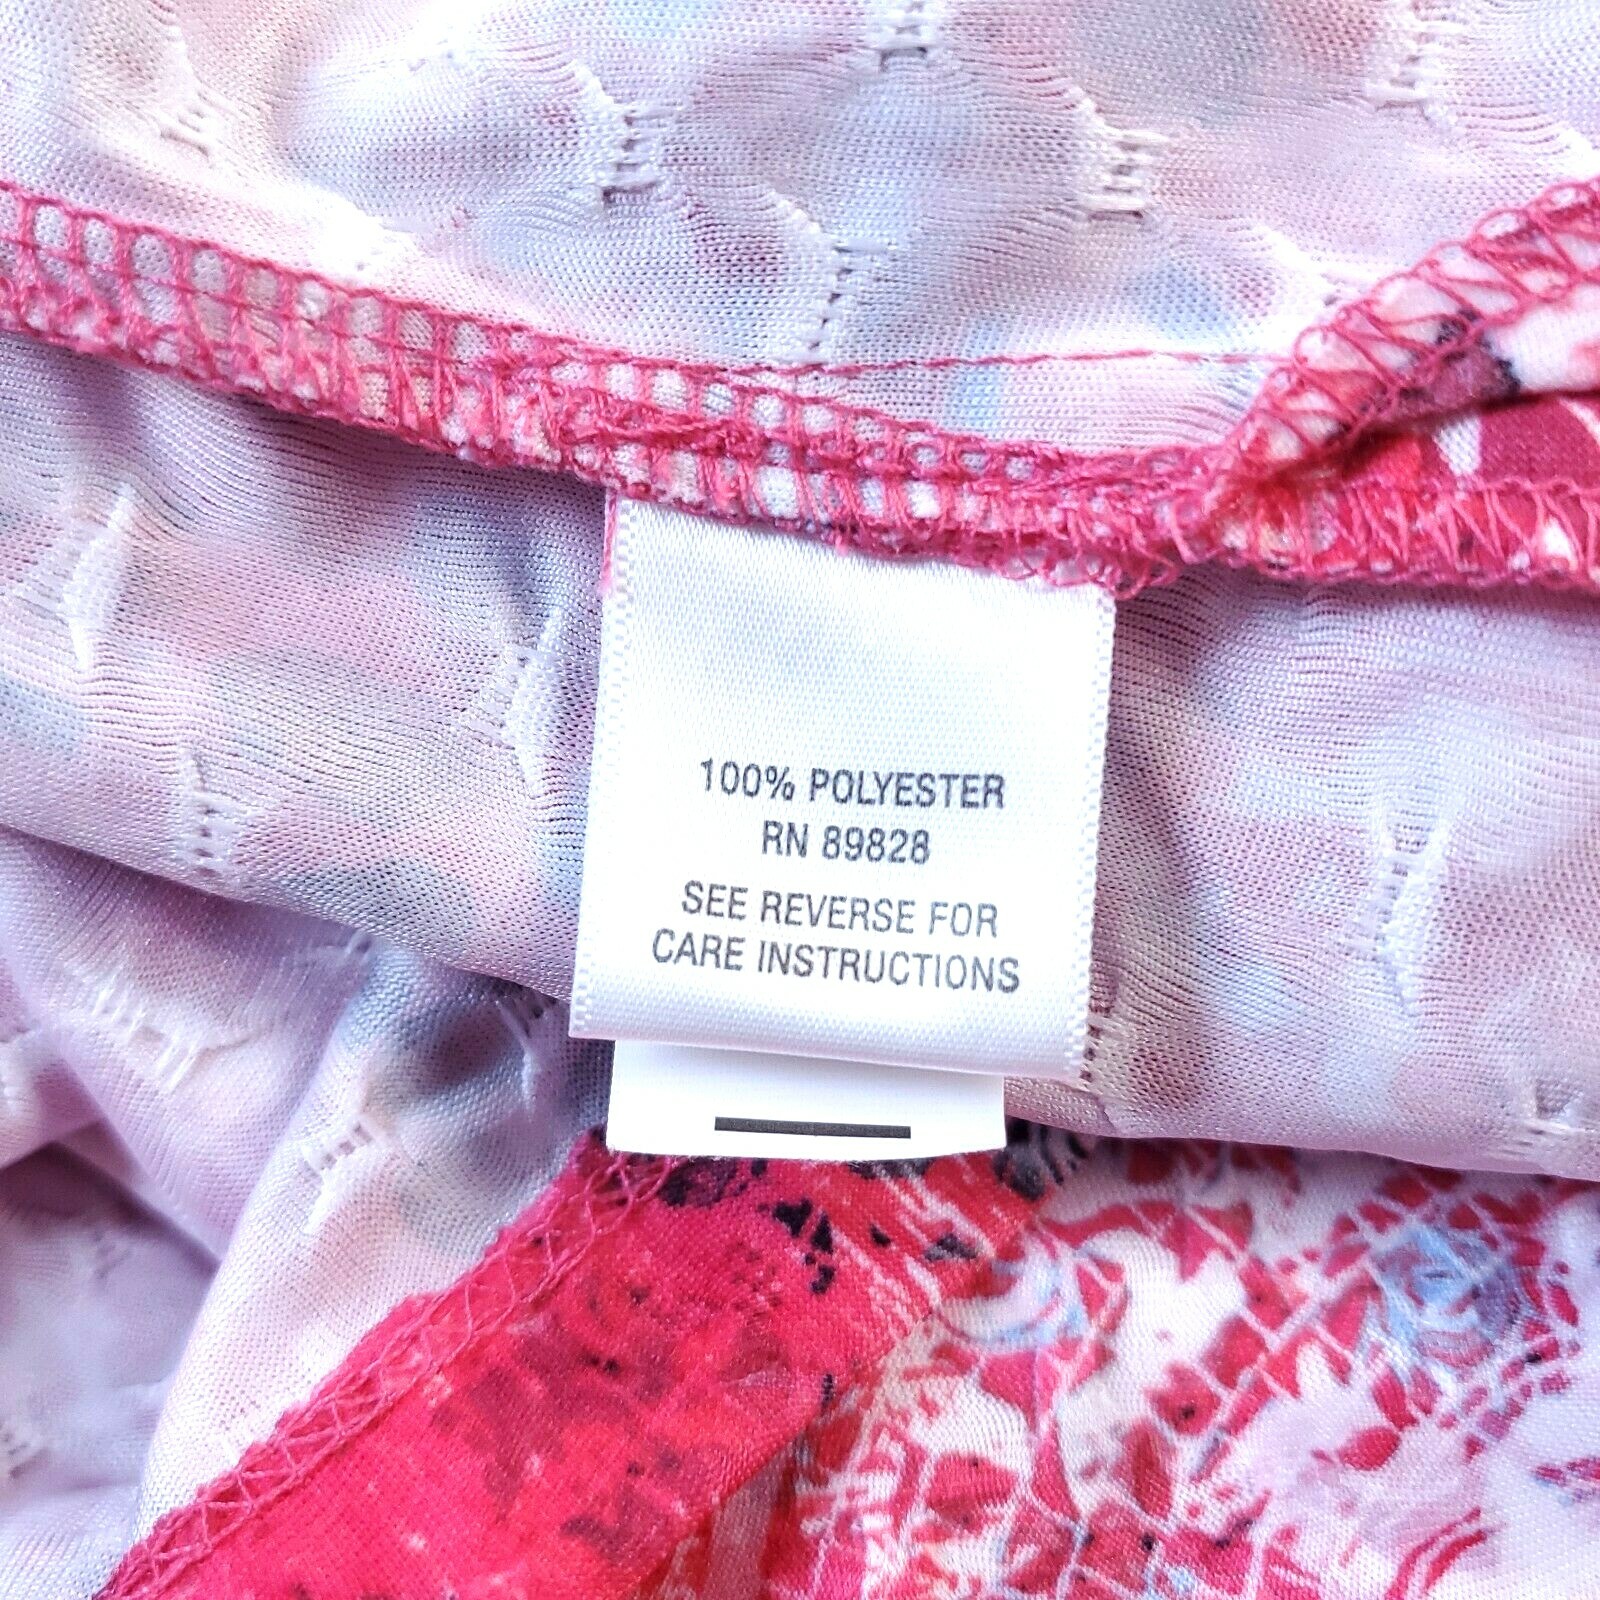 100% POLYESTER
RN 89828
SEE REVERSE FOR
CARE INSTRUCTIONS